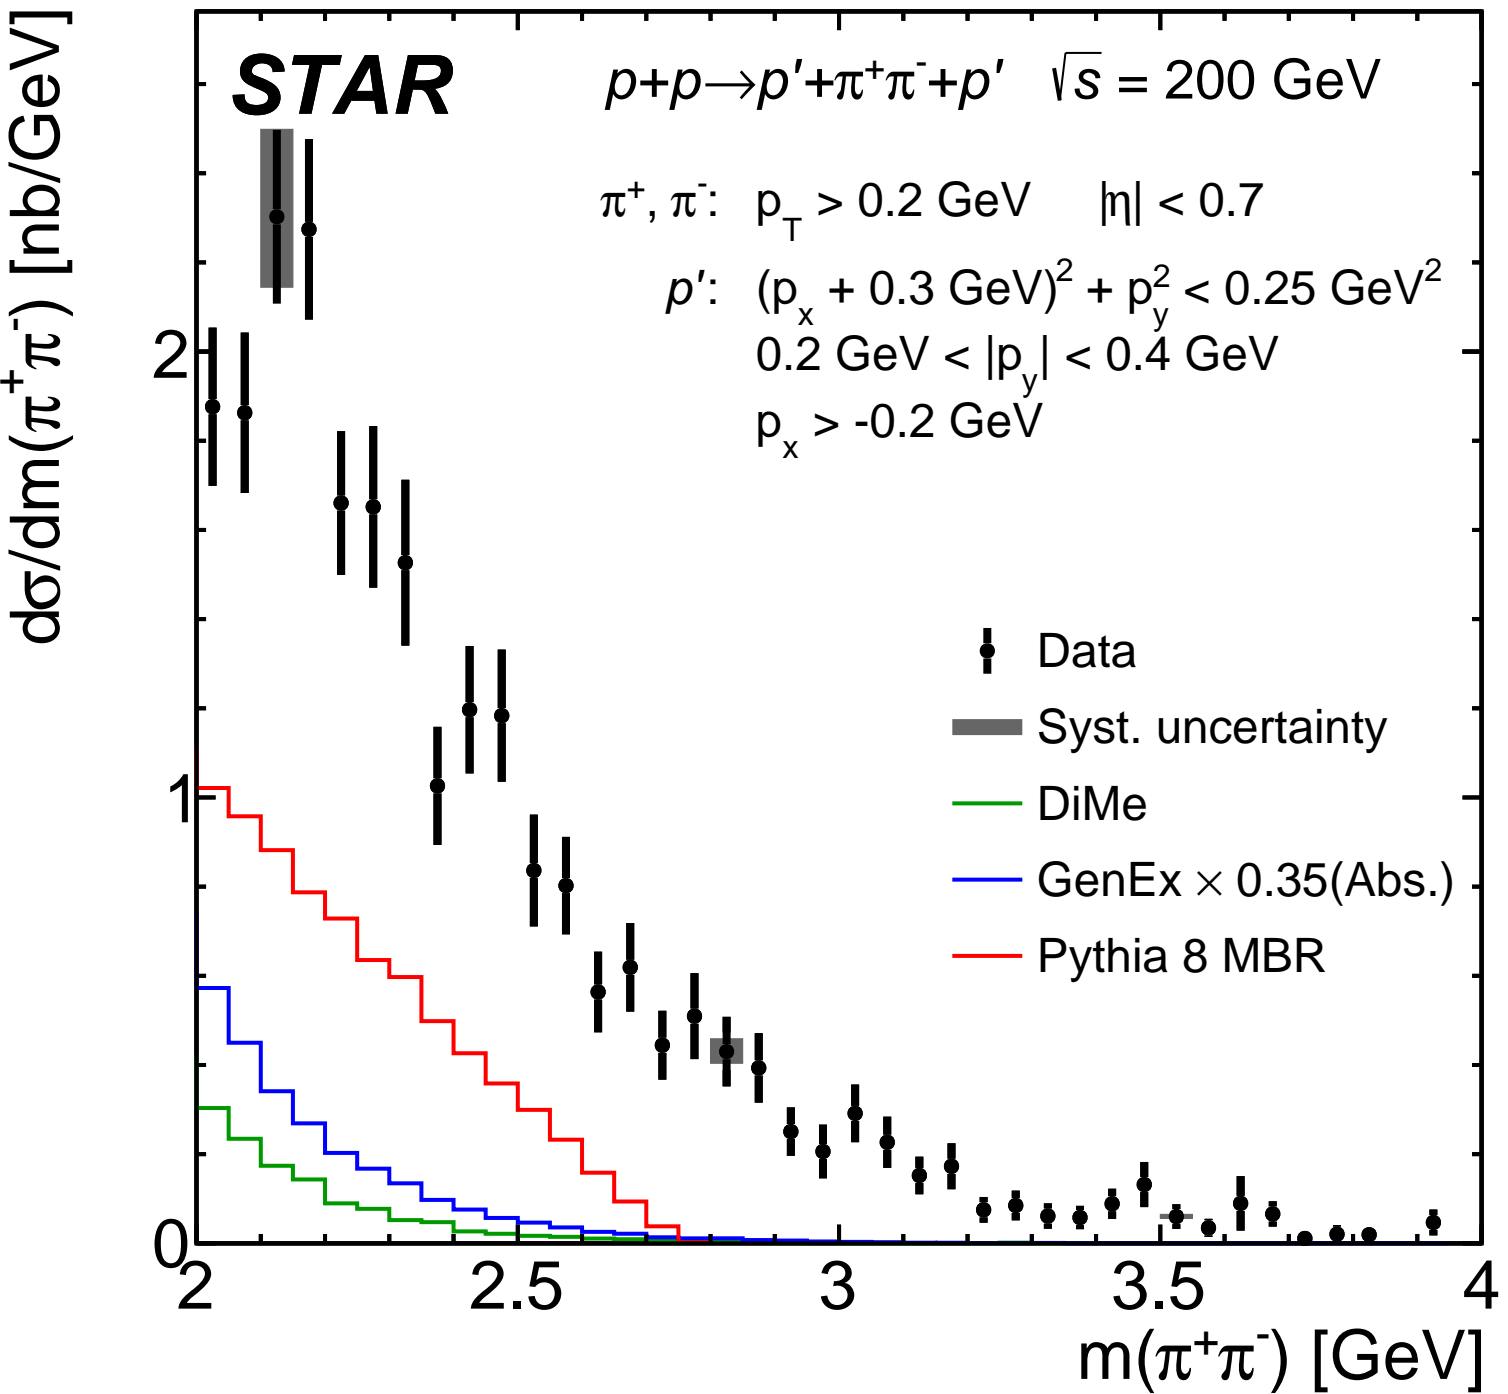 STAR p+p→p′+π⁺π⁻+p′ √s = 200 GeV
π⁺, π⁻: p_T > 0.2 GeV |η| < 0.7
p′: (p_x + 0.3 GeV)² + p_y² < 0.25 GeV²
0.2 GeV < |p_y| < 0.4 GeV
p_x > -0.2 GeV
dσ/dm(π⁺π⁻) [nb/GeV]
2
1
0
Data
Syst. uncertainty
DiMe
GenEx × 0.35(Abs.)
Pythia 8 MBR
2 2.5 3 3.5 4
m(π⁺π⁻) [GeV]